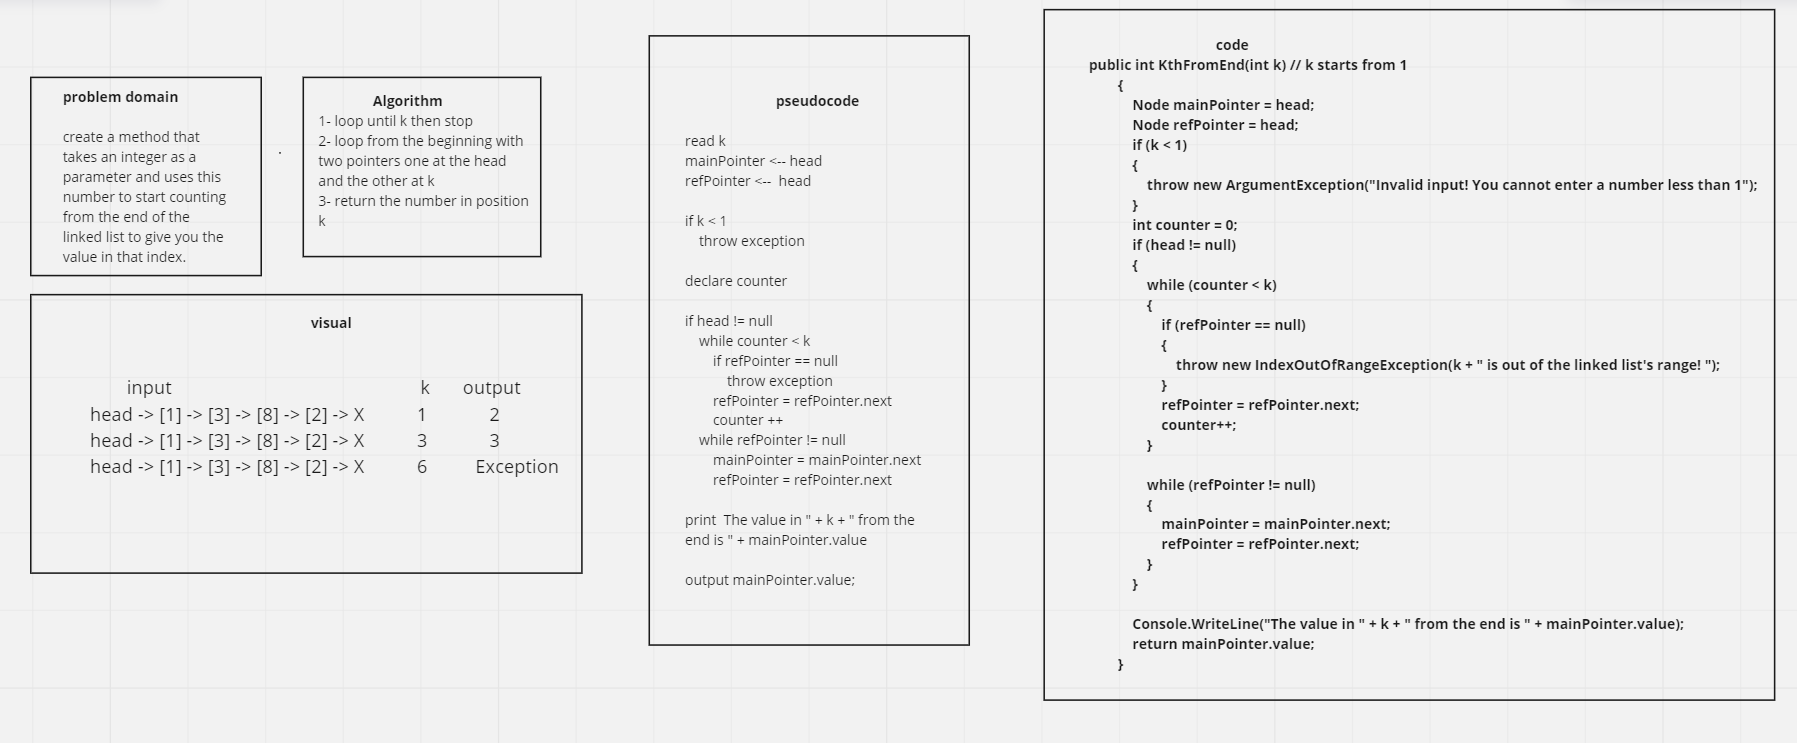 problem domain
create a method that
takes an integer as a
parameter and uses this
number to start counting
from the end of the
linked list to give you the
value in that index.
Algorithm
1- loop until k then stop
2- loop from the beginning with
two pointers one at the head
and the other at k
3- return the number in position
k
visual
input k output
head -> [1] -> [3] -> [8] -> [2] -> X 1 2
head -> [1] -> [3] -> [8] -> [2] -> X 3 3
head -> [1] -> [3] -> [8] -> [2] -> X 6 Exception
pseudocode
read k
mainPointer <-- head
refPointer <-- head
if k < 1
throw exception
declare counter
if head != null
while counter < k
if refPointer == null
throw exception
refPointer = refPointer.next
counter ++
while refPointer != null
mainPointer = mainPointer.next
refPointer = refPointer.next
print The value in " + k + " from the
end is " + mainPointer.value
output mainPointer.value;
code
public int KthFromEnd(int k) // k starts from 1
{
Node mainPointer = head;
Node refPointer = head;
if (k < 1)
{
throw new ArgumentException("Invalid input! You cannot enter a number less than 1");
}
int counter = 0;
if (head != null)
{
while (counter < k)
{
if (refPointer == null)
{
throw new IndexOutOfRangeException(k + " is out of the linked list's range! ");
}
refPointer = refPointer.next;
counter++;
}
while (refPointer != null)
{
mainPointer = mainPointer.next;
refPointer = refPointer.next;
}
}
Console.WriteLine("The value in " + k + " from the end is " + mainPointer.value);
return mainPointer.value;
}